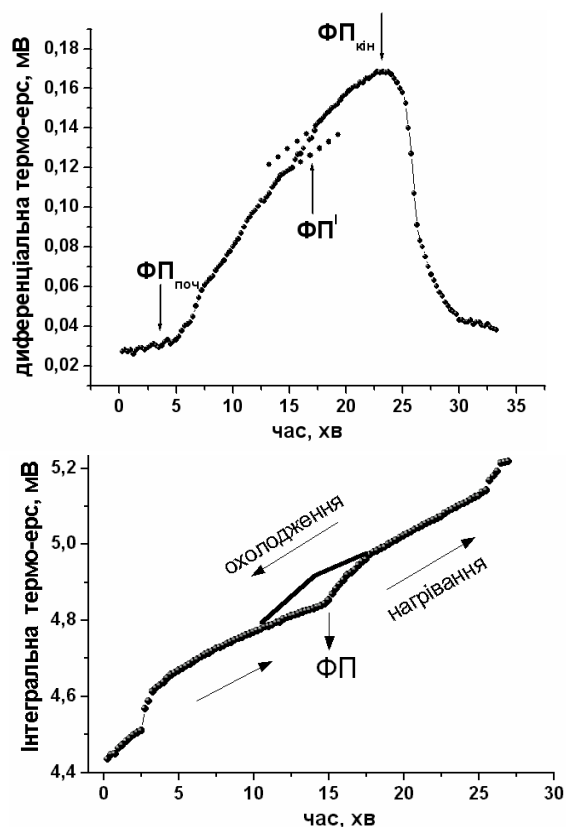 ФПкін
0,18
0,16
0,14
0,12
0,10
0,08
0,06
0,04
0,02
диференціальна термо-ерс, мВ
ФПI
ФПпоч
0 5 10 15 20 25 30 35
час, хв
5,2
5,0
4,8
4,6
4,4
Інтегральна термо-ерс, мВ
охолодження
нагрівання
ФП
0 5 10 15 20 25 30
час, хв